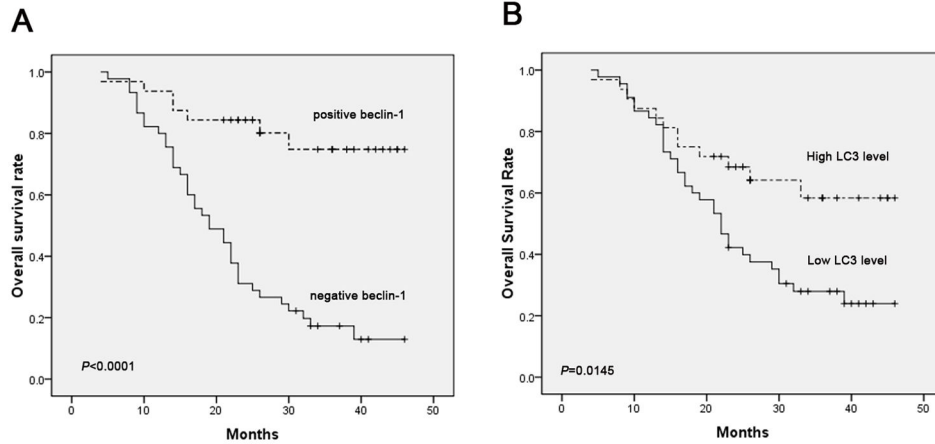 A
Overall survival rate
1.0
0.8
0.6
0.4
0.2
0.0
positive beclin-1
negative beclin-1
P<0.0001
0 10 20 30 40 50
Months
B
Overall Survival Rate
1.0
0.8
0.6
0.4
0.2
0.0
High LC3 level
Low LC3 level
P=0.0145
0 10 20 30 40 50
Months